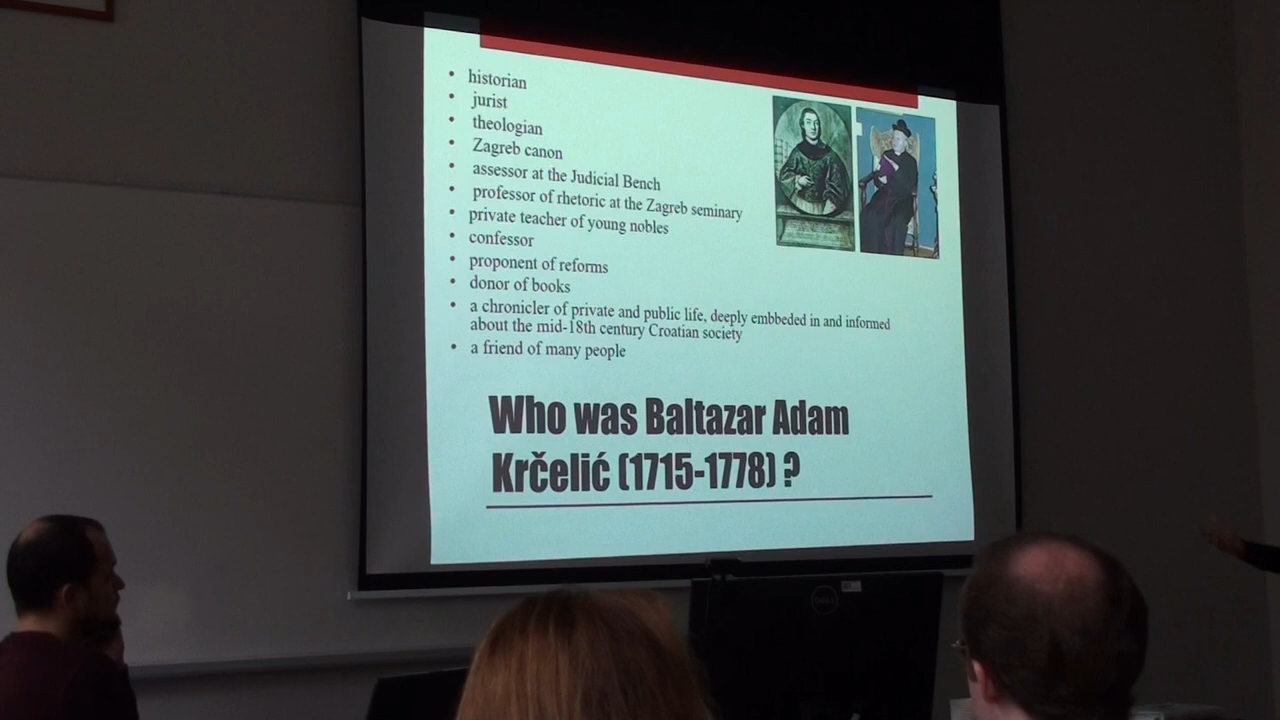 • historian
• jurist
• theologian
• Zagreb canon
• assessor at the Judicial Bench
• professor of rhetoric at the Zagreb seminary
• private teacher of young nobles
• confessor
• proponent of reforms
• donor of books
• a chronicler of private and public life, deeply embbeded in and informed
about the mid-18th century Croatian society
• a friend of many people
Who was Baltazar Adam
Krčelić (1715-1778) ?
DELL